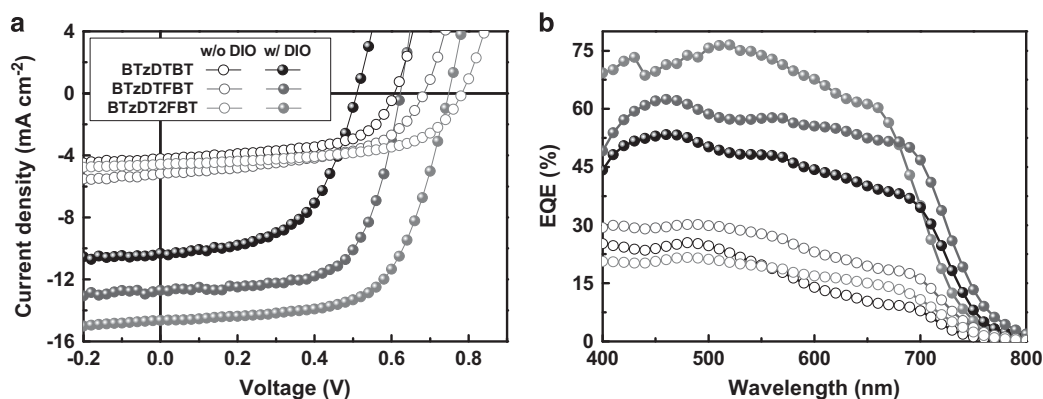 a
4
0
-4
-8
-12
-16
Current density (mA cm-2)
w/o DIO w/ DIO
BTzDTBT
BTzDTFBT
BTzDT2FBT
-0.2 0.0 0.2 0.4 0.6 0.8
Voltage (V)
b
75
60
45
30
15
0
EQE (%)
400 500 600 700 800
Wavelength (nm)